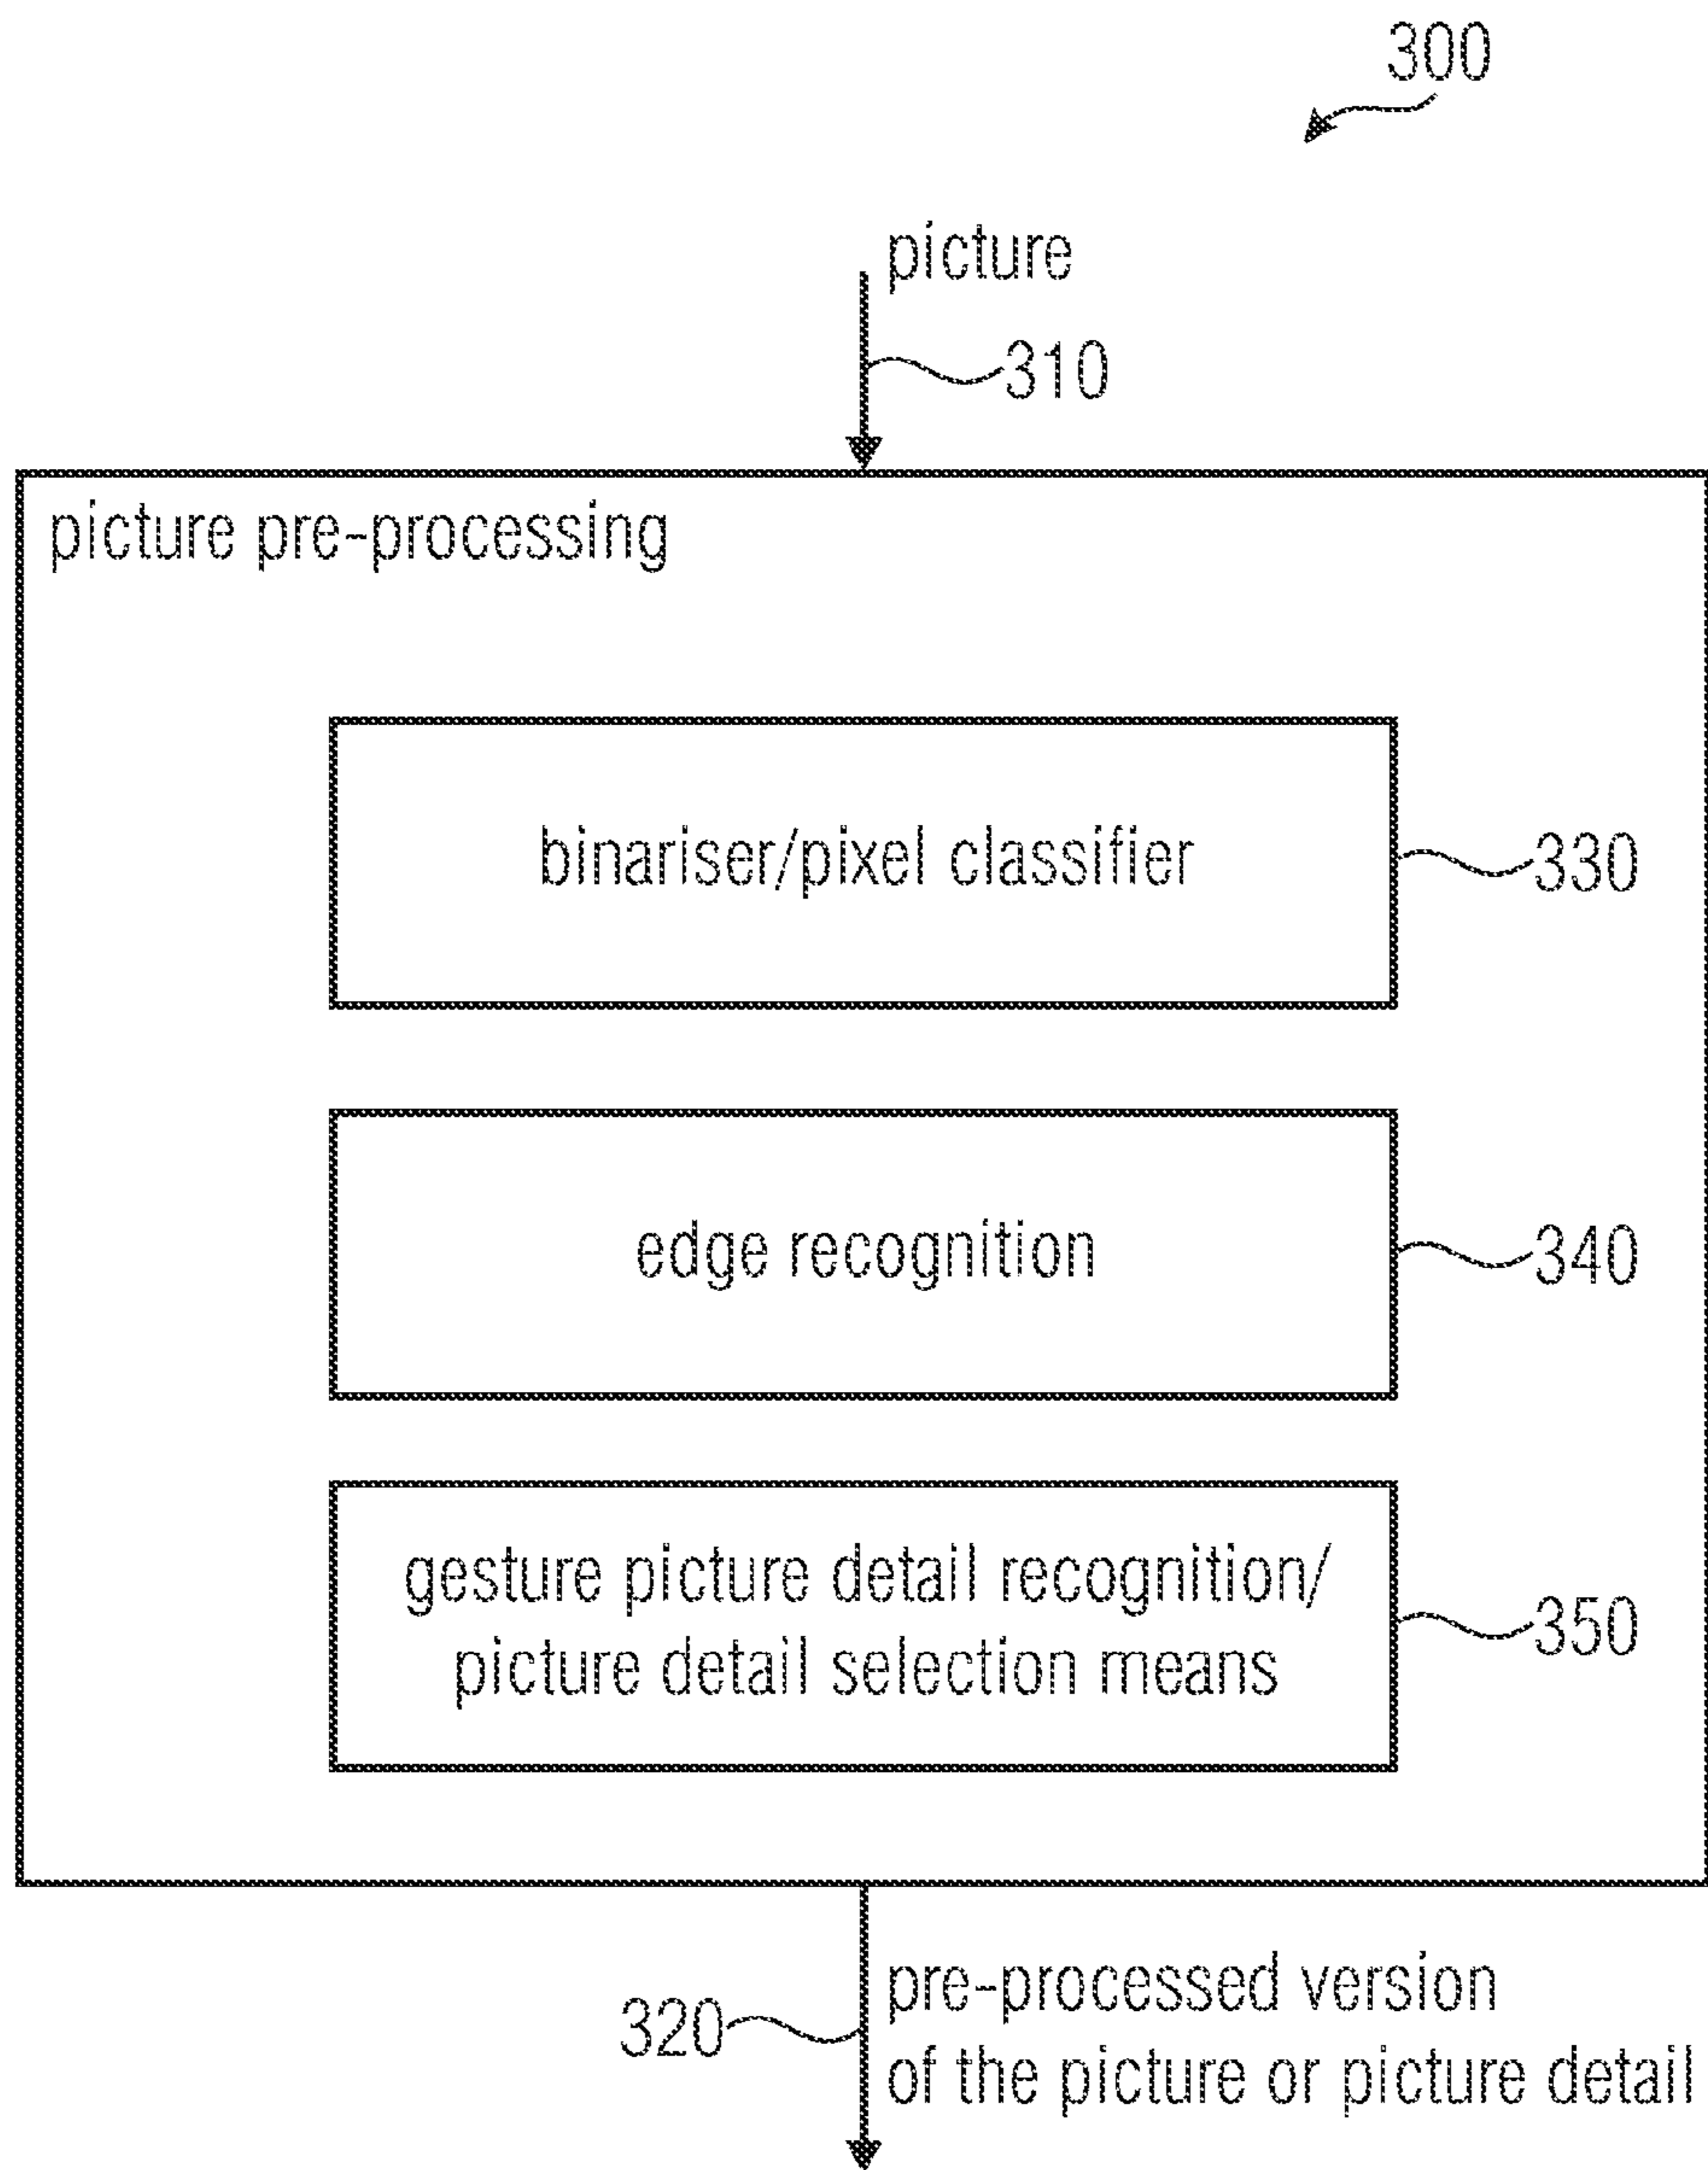 300
picture
310
picture pre-processing
binariser/pixel classifier
330
edge recognition
340
gesture picture detail recognition/
picture detail selection means
350
320
pre-processed version
of the picture or picture detail